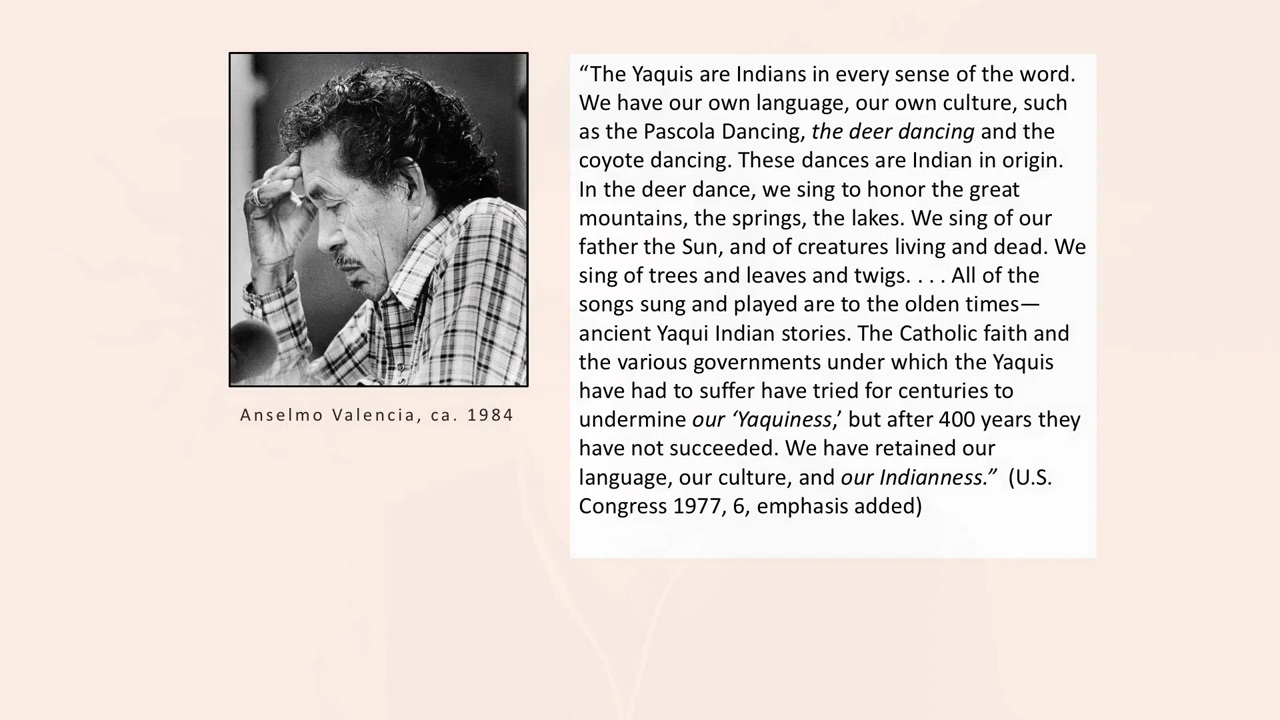 “The Yaquis are Indians in every sense of the word.
We have our own language, our own culture, such
as the Pascola Dancing, the deer dancing and the
coyote dancing. These dances are Indian in origin.
In the deer dance, we sing to honor the great
mountains, the springs, the lakes. We sing of our
father the Sun, and of creatures living and dead. We
sing of trees and leaves and twigs. . . . All of the
songs sung and played are to the olden times—
ancient Yaqui Indian stories. The Catholic faith and
the various governments under which the Yaquis
have had to suffer have tried for centuries to
undermine our ‘Yaquiness,’ but after 400 years they
have not succeeded. We have retained our
language, our culture, and our Indianness.” (U.S.
Congress 1977, 6, emphasis added)
Anselmo Valencia, ca. 1984